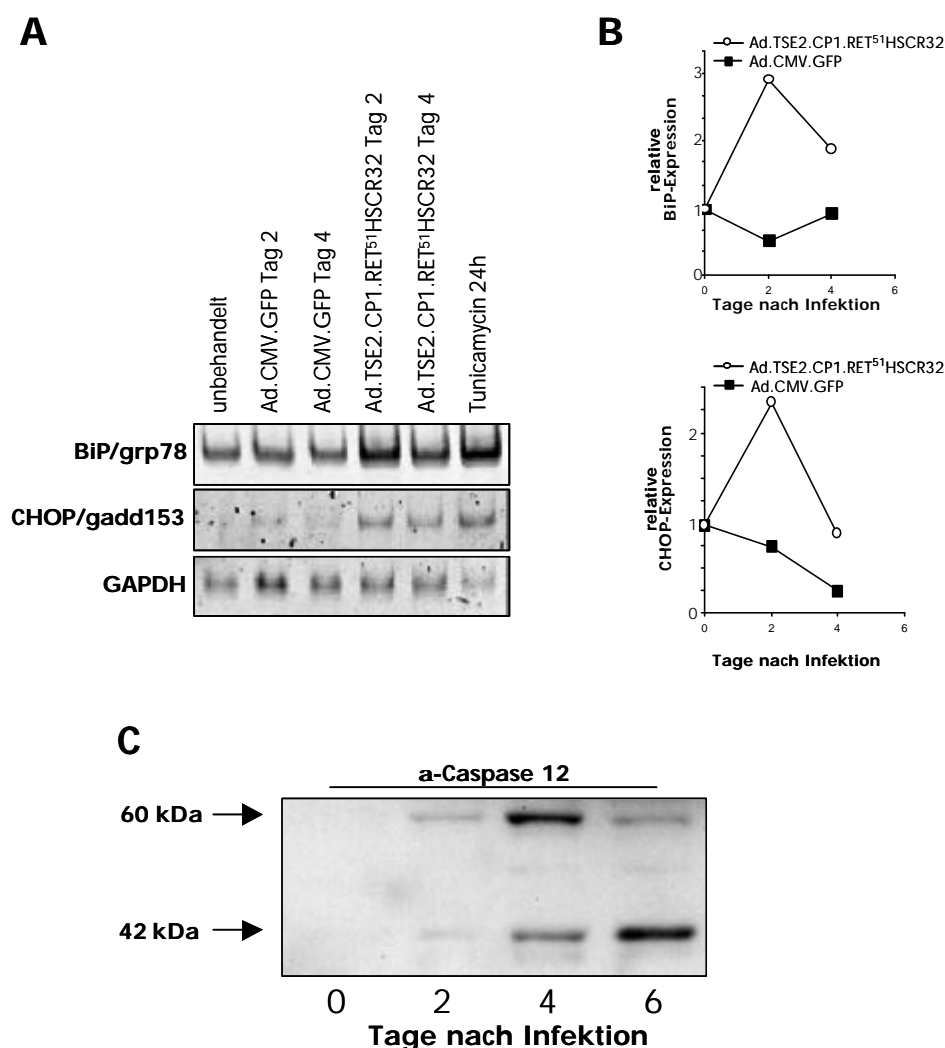 A
unbehandelt
Ad.CMV.GFP Tag 2
Ad.CMV.GFP Tag 4
Ad.TSE2.CP1.RET⁵¹HSCR32 Tag 2
Ad.TSE2.CP1.RET⁵¹HSCR32 Tag 4
Tunicamycin 24h
BiP/grp78
CHOP/gadd153
GAPDH
B
Ad.TSE2.CP1.RET⁵¹HSCR32
Ad.CMV.GFP
relative
BiP-Expression
3
2
1
0
0 2 4 6
Tage nach Infektion
Ad.TSE2.CP1.RET⁵¹HSCR32
Ad.CMV.GFP
relative
CHOP-Expression
2
1
0
0 2 4 6
Tage nach Infektion
C
a-Caspase 12
60 kDa
42 kDa
0 2 4 6
Tage nach Infektion